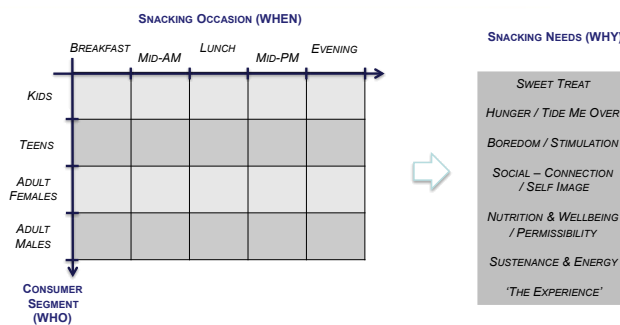 SNACKING OCCASION (WHEN)
SNACKING NEEDS (WHY)
BREAKFAST
MID-AM
LUNCH
MID-PM
EVENING
KIDS
TEENS
ADULT
FEMALES
ADULT
MALES
CONSUMER
SEGMENT
(WHO)
SWEET TREAT
HUNGER / TIDE ME OVER
BOREDOM / STIMULATION
SOCIAL – CONNECTION
/ SELF IMAGE
NUTRITION & WELLBEING
/ PERMISSIBILITY
SUSTENANCE & ENERGY
‘THE EXPERIENCE’